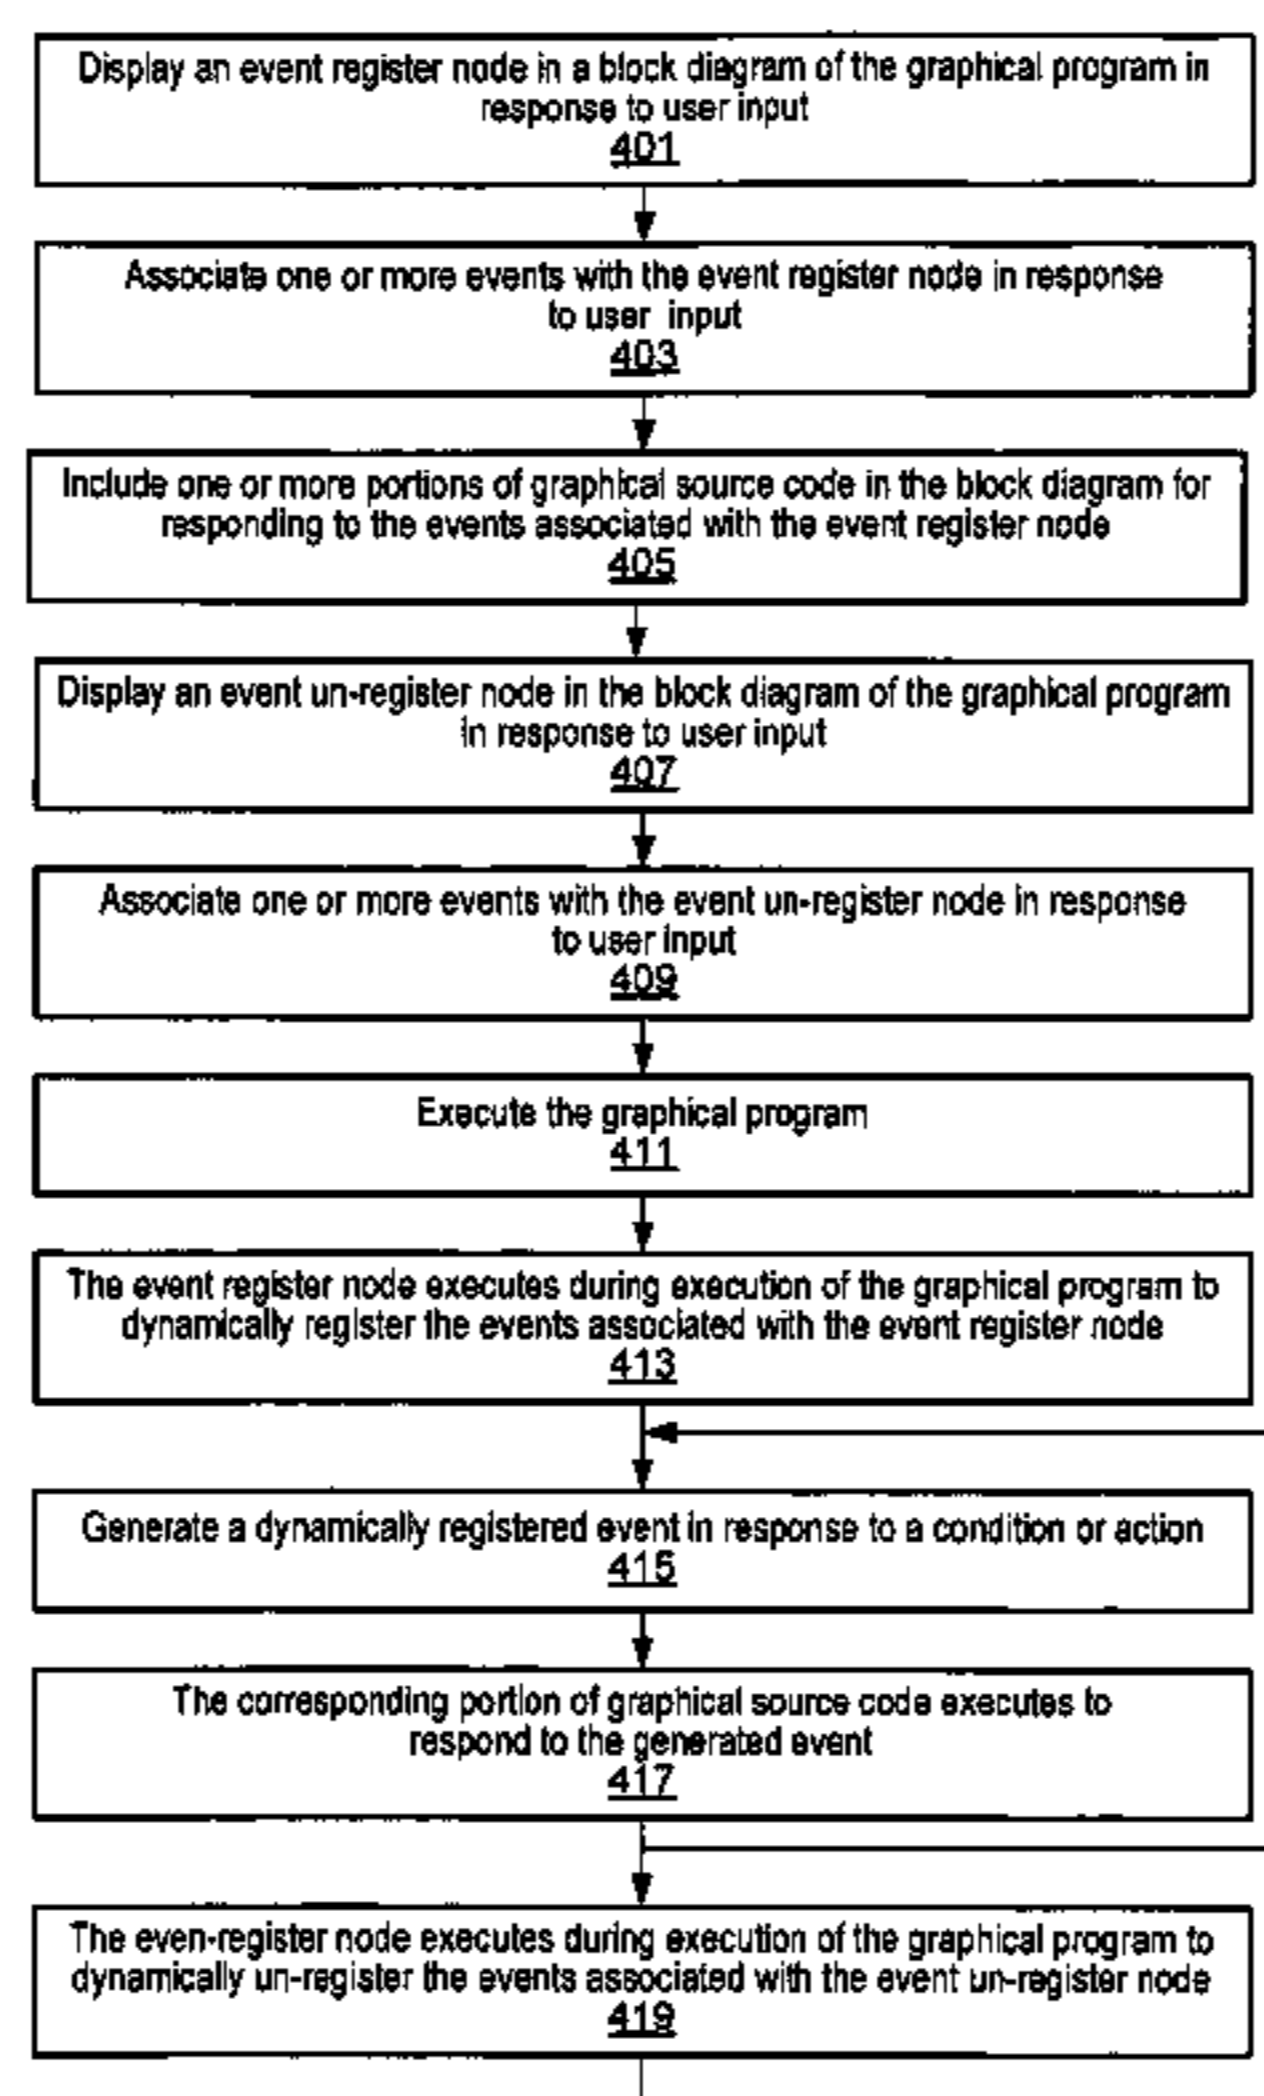 Display an event register node in a block diagram of the graphical program in
response to user input
401
Associate one or more events with the event register node in response
to user input
403
Include one or more portions of graphical source code in the block diagram for
responding to the events associated with the event register node
405
Display an event un-register node in the block diagram of the graphical program
in response to user input
407
Associate one or more events with the event un-register node in response
to user input
409
Execute the graphical program
411
The event register node executes during execution of the graphical program to
dynamically register the events associated with the event register node
413
Generate a dynamically registered event in response to a condition or action
415
The corresponding portion of graphical source code executes to
respond to the generated event
417
The even-register node executes during execution of the graphical program to
dynamically un-register the events associated with the event un-register node
419